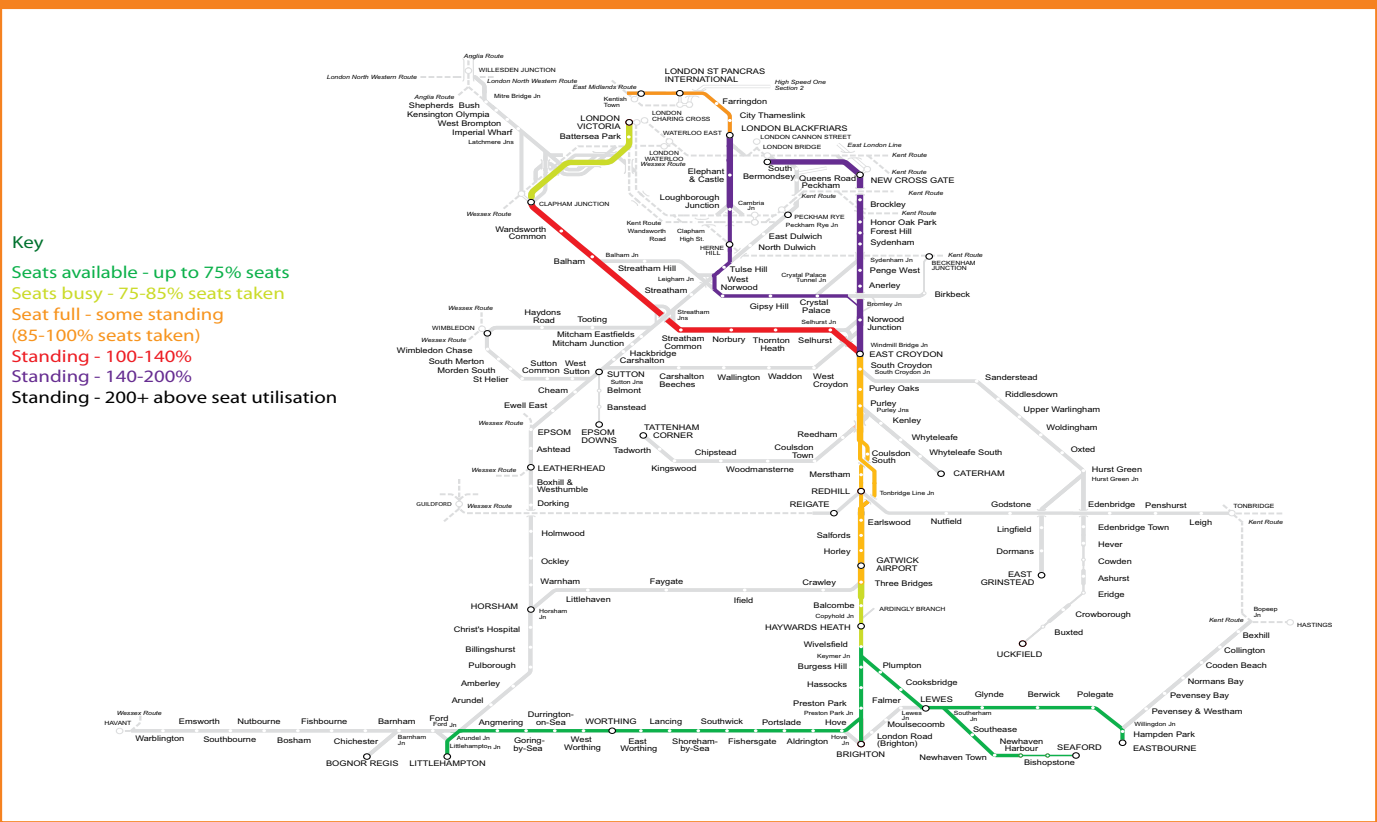 Anglia Route
WILLESDEN JUNCTION
London North Western Route
London North Western Route
Anglia Route
Mitre Bridge Jn
Shepherds Bush
Kensington Olympia
West Brompton
Imperial Wharf
Latchmere Jns
East Midlands Route
LONDON ST PANCRAS
INTERNATIONAL
High Speed One
Section 2
Kentish
Town
Farringdon
City Thameslink
LONDON
VICTORIA
Battersea Park
LONDON
CHARING CROSS
WATERLOO EAST
LONDON BLACKFRIARS
LONDON CANNON STREET
LONDON BRIDGE
East London Line
Kent Route
LONDON
WATERLOO
Wessex Route
Elephant
& Castle
South
Bermondsey
Queens Road
Peckham
Kent Route
NEW CROSS GATE
Kent Route
Kent Route
Loughborough
Junction
Cambria
Jn
Brockley
Kent Route
CLAPHAM JUNCTION
Wessex Route
PECKHAM RYE
Peckham Rye Jn
Honor Oak Park
Forest Hill
Sydenham
Kent Route
Wandsworth
Road
Clapham
High St.
Wandsworth
Common
East Dulwich
North Dulwich
HERNE
HILL
Key
Balham
Balham Jn
Streatham Hill
Leigham Jn
Streatham
Tulse Hill
West
Norwood
Crystal Palace
Tunnel Jn
Sydenham Jn
Kent Route
BECKENHAM
JUNCTION
Penge West
Anerley
Birkbeck
Seats available - up to 75% seats
Seats busy - 75-85% seats taken
Seat full - some standing
(85-100% seats taken)
Standing - 100-140%
Standing - 140-200%
Standing - 200+ above seat utilisation
Wessex Route
Haydons
Road
Tooting
Streatham
Jns
Gipsy Hill
Crystal
Palace
Bromley Jn
Norwood
Junction
Selhurst Jn
WIMBLEDON
Wessex Route
Mitcham Eastfields
Mitcham Junction
Streatham
Common
Norbury
Thornton
Heath
Selhurst
Windmill Bridge Jn
EAST CROYDON
Wimbledon Chase
South Merton
Morden South
St Helier
Hackbridge
Carshalton
Sutton
Common
West
Sutton
SUTTON
Sutton Jns
Belmont
Carshalton
Beeches
Wallington
Waddon
West
Croydon
South Croydon
South Croydon Jn
Sanderstead
Cheam
Banstead
Purley Oaks
Riddlesdown
Ewell East
Purley
Purley Jns
Upper Warlingham
Kenley
Woldingham
Wessex Route
EPSOM
EPSOM
DOWNS
TATTENHAM
CORNER
Reedham
Whyteleafe
Ashtead
Tadworth
Chipstead
Coulsdon
Town
Coulsdon
South
Whyteleafe South
Oxted
Wessex Route
LEATHERHEAD
Kingswood
Woodmansterne
Merstham
CATERHAM
Hurst Green
Hurst Green Jn
Boxhill &
Westhumble
REDHILL
Tonbridge Line Jn
GUILDFORD
Wessex Route
Dorking
REIGATE
Godstone
Edenbridge
Penshurst
TONBRIDGE
Earlswood
Nutfield
Leigh
Kent Route
Holmwood
Salfords
Lingfield
Edenbridge Town
Horley
Hever
Ockley
Dormans
Cowden
GATWICK
AIRPORT
EAST
GRINSTEAD
Warnham
Faygate
Crawley
Three Bridges
Ashurst
Littlehaven
Ifield
Eridge
HORSHAM
Horsham
Jn
Balcombe
Copyhold Jn
ARDINGLY BRANCH
Crowborough
Bopeep
Jn
Kent Route
HASTINGS
Christ's Hospital
HAYWARDS HEATH
Buxted
Bexhill
Billingshurst
Wivelsfield
Keymer Jn
UCKFIELD
Collington
Pulborough
Burgess Hill
Plumpton
Cooden Beach
Amberley
Hassocks
Cooksbridge
Normans Bay
Arundel
Preston Park
Preston Park Jn
Falmer
LEWES
Lewes
Jn
Glynde
Berwick
Polegate
Pevensey Bay
Pevensey & Westham
Wessex Route
HAVANT
Emsworth
Nutbourne
Fishbourne
Barnham
Ford
Ford Jn
Angmering
Durrington-
on-Sea
WORTHING
Lancing
Southwick
Portslade
Hove
Moulsecoomb
Southerham
Jn
Southease
Willingdon Jn
Hampden Park
EASTBOURNE
Warblington
Southbourne
Bosham
Chichester
Barnham
Jn
Arundel Jn
Littlehampton Jn
Goring-
by-Sea
West
Worthing
East
Worthing
Shoreham-
by-Sea
Fishersgate
Aldrington
Hove
Jn
London Road
(Brighton)
BRIGHTON
Newhaven
Harbour
SEAFORD
BOGNOR REGIS
LITTLEHAMPTON
Newhaven Town
Bishopstone